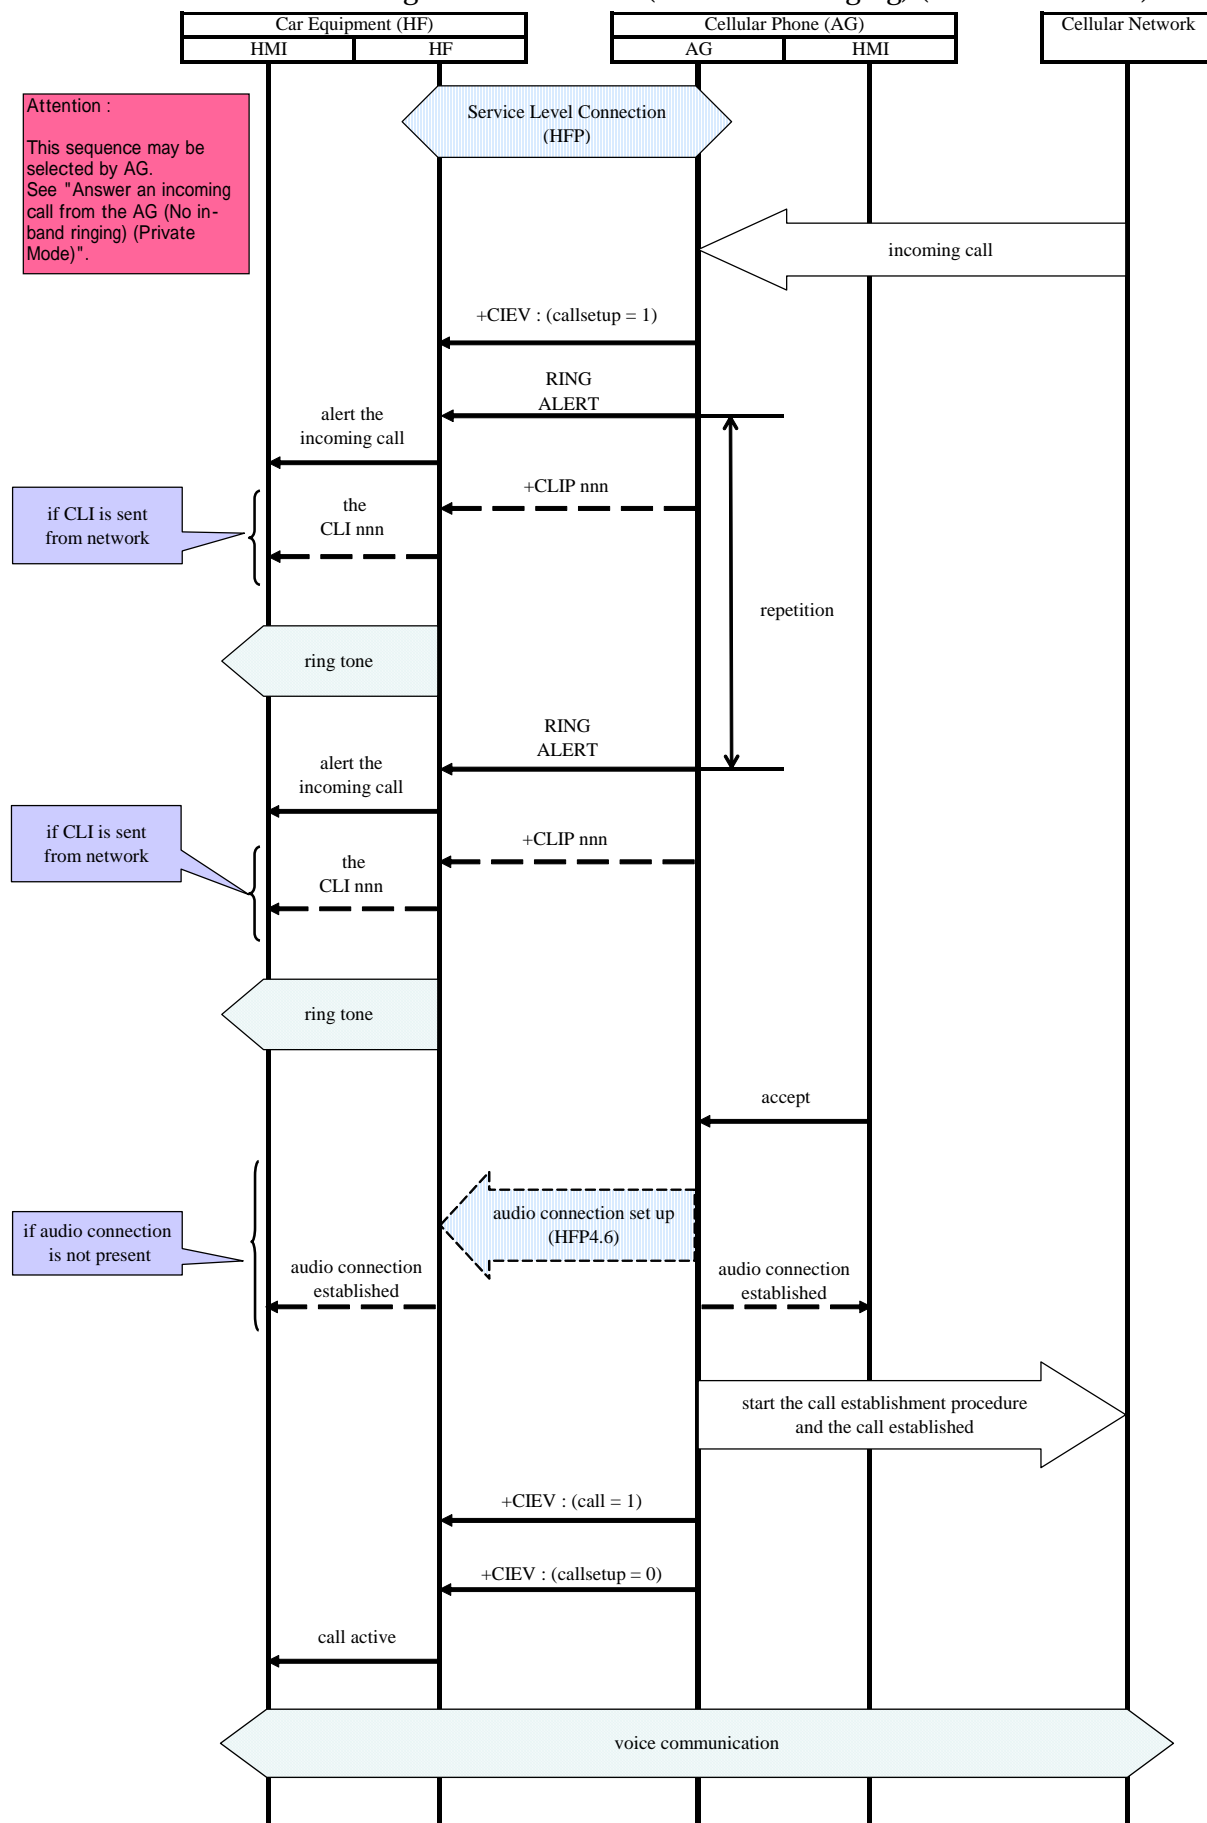 Car Equipment (HF)
Cellular Phone (AG)
Cellular Network
HMI
HF
AG
HMI
Attention :
This sequence may be
selected by AG.
See "Answer an incoming
call from the AG (No in-
band ringing) (Private
Mode)".
Service Level Connection
(HFP)
incoming call
+CIEV : (callsetup = 1)
RING
ALERT
alert the
incoming call
+CLIP nnn
if CLI is sent
from network
the
CLI nnn
repetition
ring tone
RING
ALERT
alert the
incoming call
+CLIP nnn
if CLI is sent
from network
the
CLI nnn
ring tone
accept
audio connection set up
(HFP4.6)
if audio connection
is not present
audio connection
established
audio connection
established
start the call establishment procedure
and the call established
+CIEV : (call = 1)
+CIEV : (callsetup = 0)
call active
voice communication